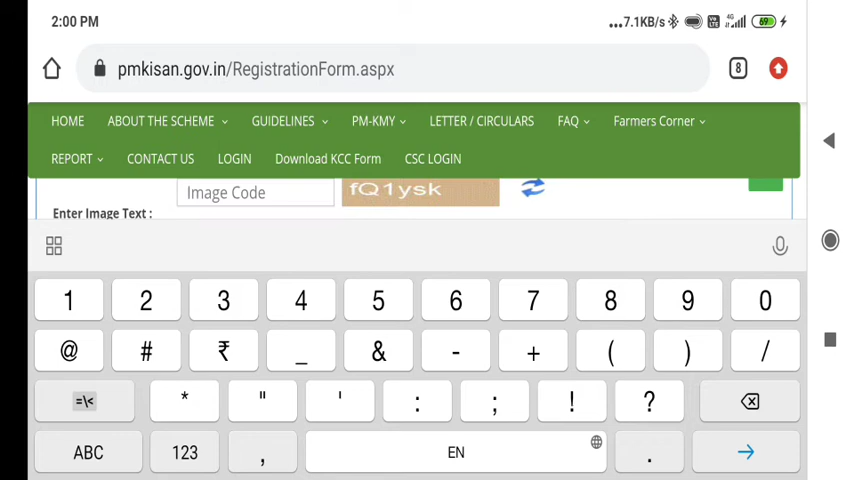 2:00 PM
...7.1KB/s 4G 69
pmkisan.gov.in/RegistrationForm.aspx 8
HOME ABOUT THE SCHEME GUIDELINES PM-KMY LETTER / CIRCULARS FAQ Farmers Corner
REPORT CONTACT US LOGIN Download KCC Form CSC LOGIN
Image Code fQ1ysk
Enter Image Text :
1 2 3 4 5 6 7 8 9 0
@ # ₹ _ & - + ( ) /
=\< * " ' : ; ! ?
ABC 123 , EN .